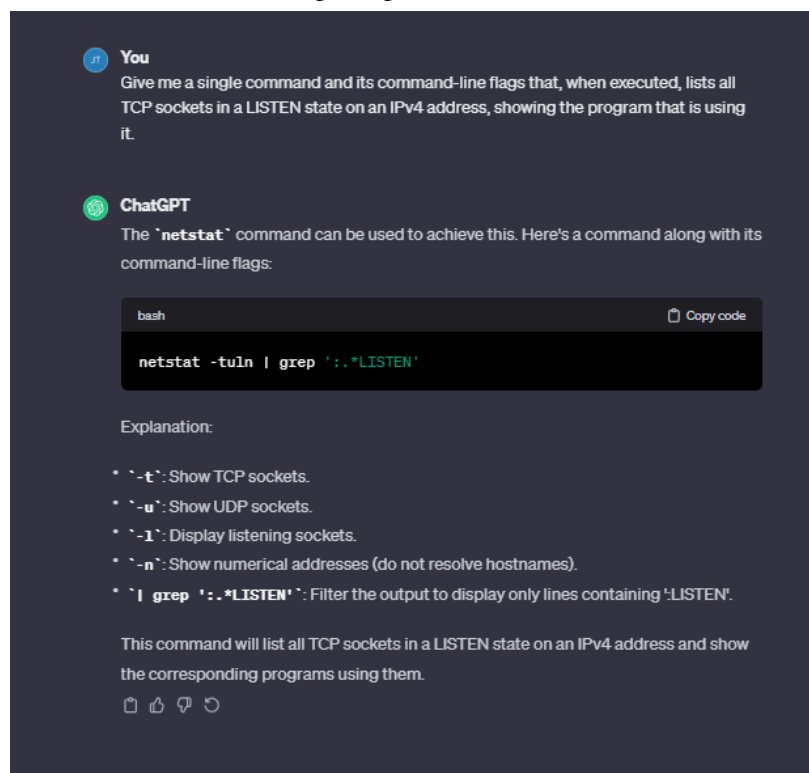 JT
You
Give me a single command and its command-line flags that, when executed, lists all
TCP sockets in a LISTEN state on an IPv4 address, showing the program that is using
it.
ChatGPT
The `netstat` command can be used to achieve this. Here's a command along with its
command-line flags:
bash
Copy code
netstat -tuln | grep ':.*LISTEN'
Explanation:
• `-t`: Show TCP sockets.
• `-u`: Show UDP sockets.
• `-l`: Display listening sockets.
• `-n`: Show numerical addresses (do not resolve hostnames).
• `| grep ':.*LISTEN'`: Filter the output to display only lines containing ':LISTEN'.
This command will list all TCP sockets in a LISTEN state on an IPv4 address and show
the corresponding programs using them.